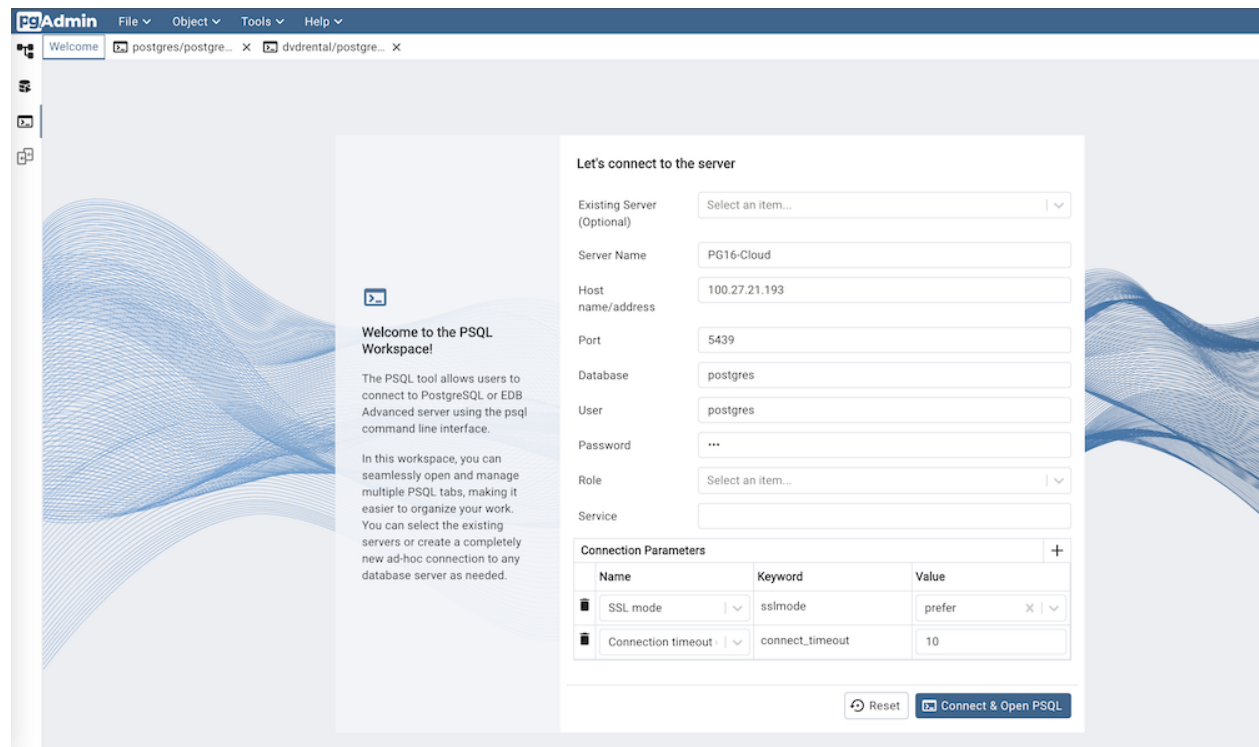 pgAdmin File Object Tools Help
Welcome postgres/postgre... dvdrental/postgre...
Let's connect to the server
Existing Server
(Optional)
Select an item...
Server Name
PG16-Cloud
Host
name/address
100.27.21.193
Port
5439
Database
postgres
User
postgres
Password
•••
Role
Select an item...
Service
Welcome to the PSQL
Workspace!
The PSQL tool allows users to
connect to PostgreSQL or EDB
Advanced server using the psql
command line interface.
In this workspace, you can
seamlessly open and manage
multiple PSQL tabs, making it
easier to organize your work.
You can select the existing
servers or create a completely
new ad-hoc connection to any
database server as needed.
Connection Parameters
Name Keyword Value
SSL mode sslmode prefer
Connection timeout connect_timeout 10
Reset Connect & Open PSQL